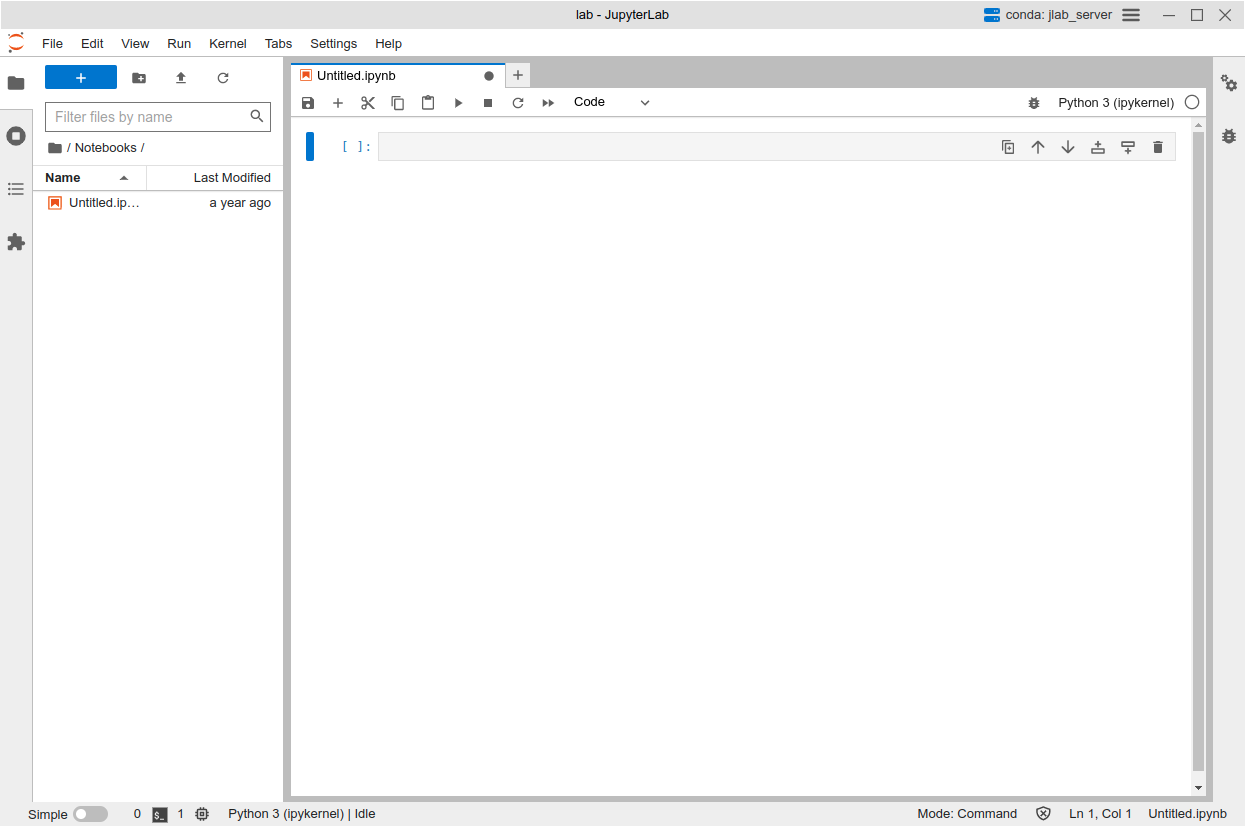 lab - JupyterLab
conda: jlab_server
File Edit View Run Kernel Tabs Settings Help
Untitled.ipynb
Code
Python 3 (ipykernel)
Filter files by name
/ Notebooks /
Name Last Modified
Untitled.ip… a year ago
[ ]:
Simple 0 $_ 1 Python 3 (ipykernel) | Idle Mode: Command Ln 1, Col 1 Untitled.ipynb